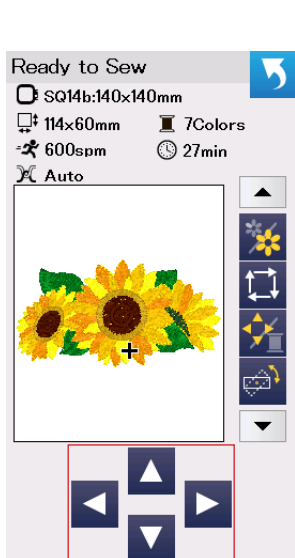 Ready to Sew
SQ14b:140x140mm
114x60mm 7Colors
600spm 27min
Auto